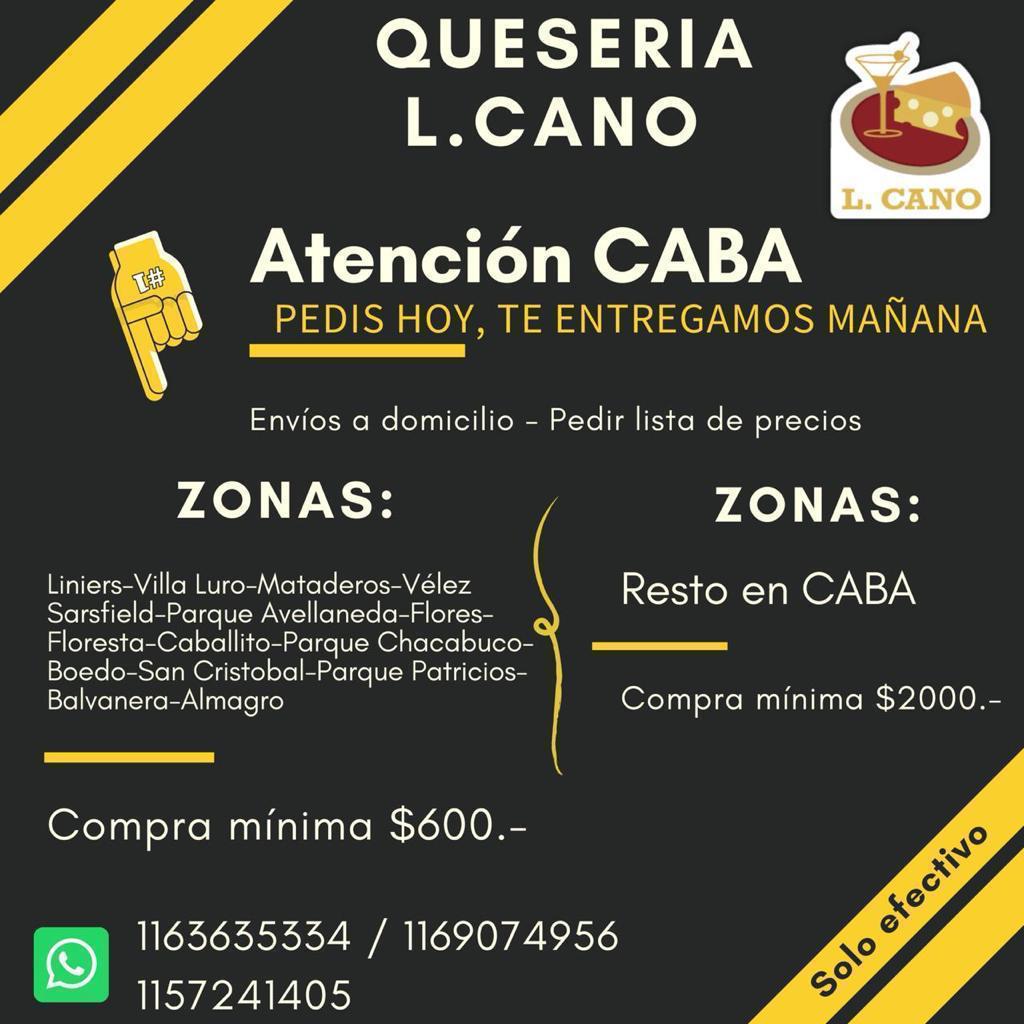 QUESERIA
L.CANO
L. CANO
Atención CABA
PEDIS HOY, TE ENTREGAMOS MAÑANA
Envíos a domicilio - Pedir lista de precios
ZONAS:
Liniers-Villa Luro-Mataderos-Vélez
Sarsfield-Parque Avellaneda-Flores-
Floresta-Caballito-Parque Chacabuco-
Boedo-San Cristobal-Parque Patricios-
Balvanera-Almagro
Compra mínima $600.-
ZONAS:
Resto en CABA
Compra mínima $2000.-
1163635334 / 1169074956
1157241405
Solo efectivo